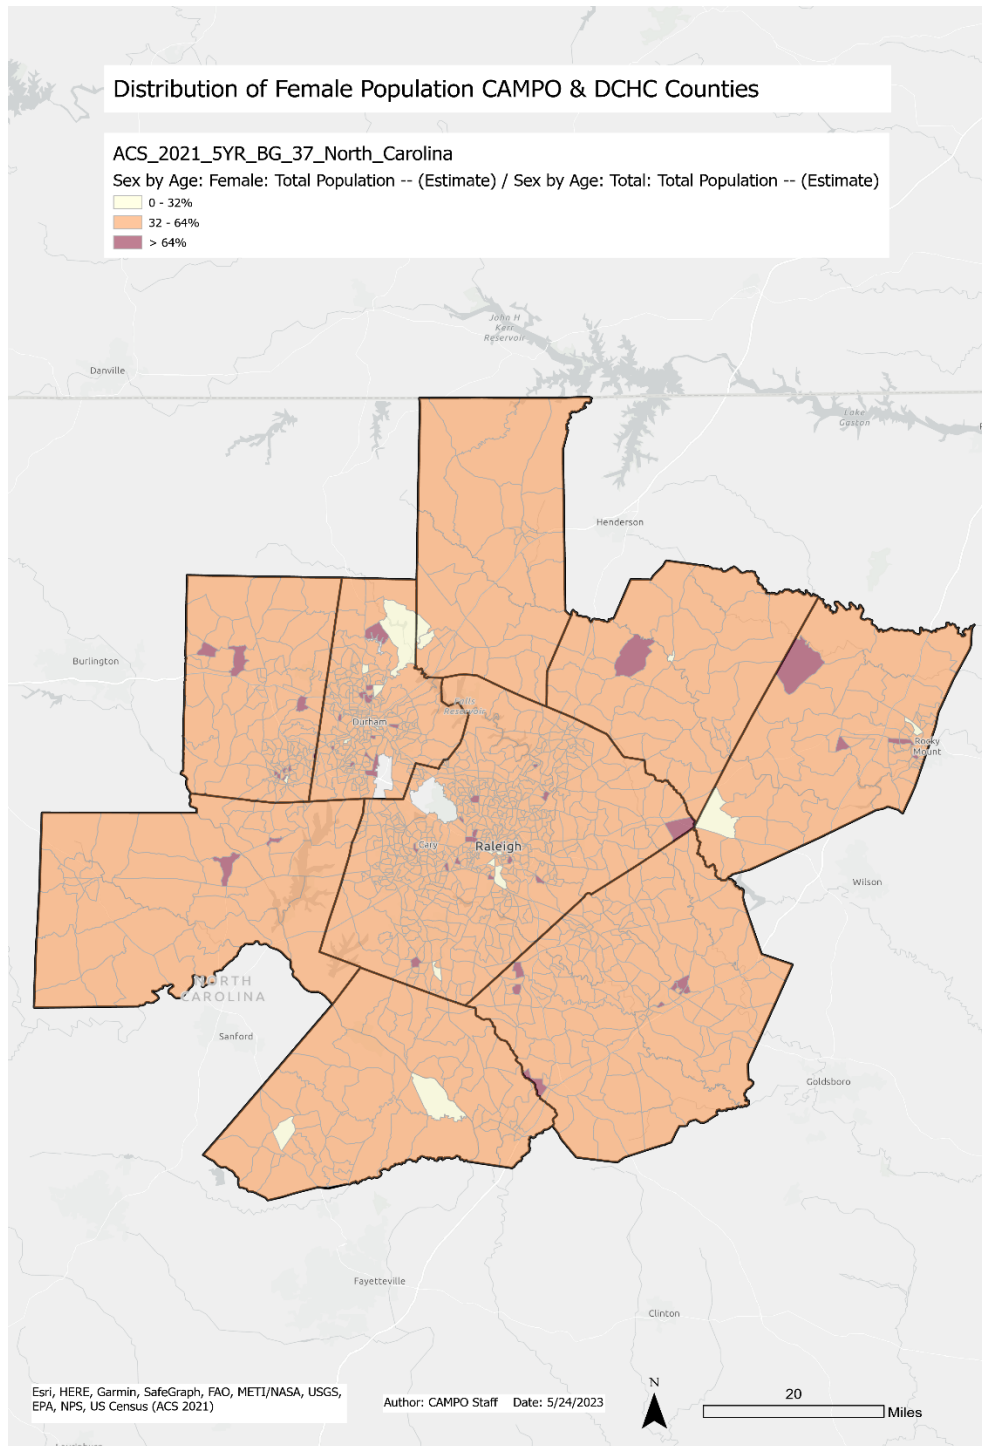 Distribution of Female Population CAMPO & DCHC Counties
ACS_2021_5YR_BG_37_North_Carolina
Sex by Age: Female: Total Population -- (Estimate) / Sex by Age: Total: Total Population -- (Estimate)
0 - 32%
32 - 64%
> 64%
John H
Kerr
Reservoir
Danville
Lake
Gaston
Henderson
Burlington
Falls
Reservoir
Durham
Rocky
Mount
Cary
Raleigh
Wilson
NORTH
CAROLINA
Sanford
Goldsboro
Fayetteville
Clinton
Esri, HERE, Garmin, SafeGraph, FAO, METI/NASA, USGS,
EPA, NPS, US Census (ACS 2021)
Author: CAMPO Staff Date: 5/24/2023
N
20
Miles